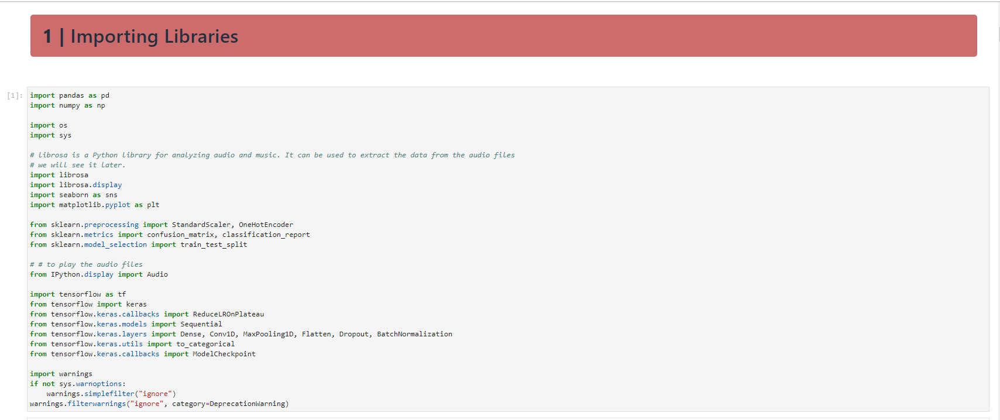 1 | Importing Libraries
[1]:
import pandas as pd
import numpy as np
import os
import sys
# librosa is a Python library for analyzing audio and music. It can be used to extract the data from the audio files
# we will see it later.
import librosa
import librosa.display
import seaborn as sns
import matplotlib.pyplot as plt
from sklearn.preprocessing import StandardScaler, OneHotEncoder
from sklearn.metrics import confusion_matrix, classification_report
from sklearn.model_selection import train_test_split
# # to play the audio files
from IPython.display import Audio
import tensorflow as tf
from tensorflow import keras
from tensorflow.keras.callbacks import ReduceLROnPlateau
from tensorflow.keras.models import Sequential
from tensorflow.keras.layers import Dense, Conv1D, MaxPooling1D, Flatten, Dropout, BatchNormalization
from tensorflow.keras.utils import to_categorical
from tensorflow.keras.callbacks import ModelCheckpoint
import warnings
if not sys.warnoptions:
    warnings.simplefilter("ignore")
warnings.filterwarnings("ignore", category=DeprecationWarning)